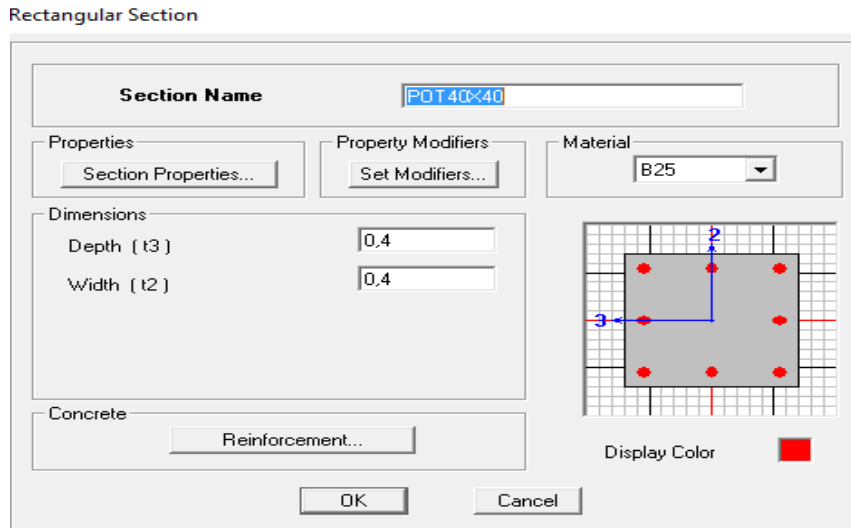 Rectangular Section
Section Name
POT40X40
Properties
Section Properties...
Property Modifiers
Set Modifiers...
Material
B25
Dimensions
Depth ( t3 )
0,4
Width ( t2 )
0,4
2
3
Concrete
Reinforcement...
Display Color
OK
Cancel